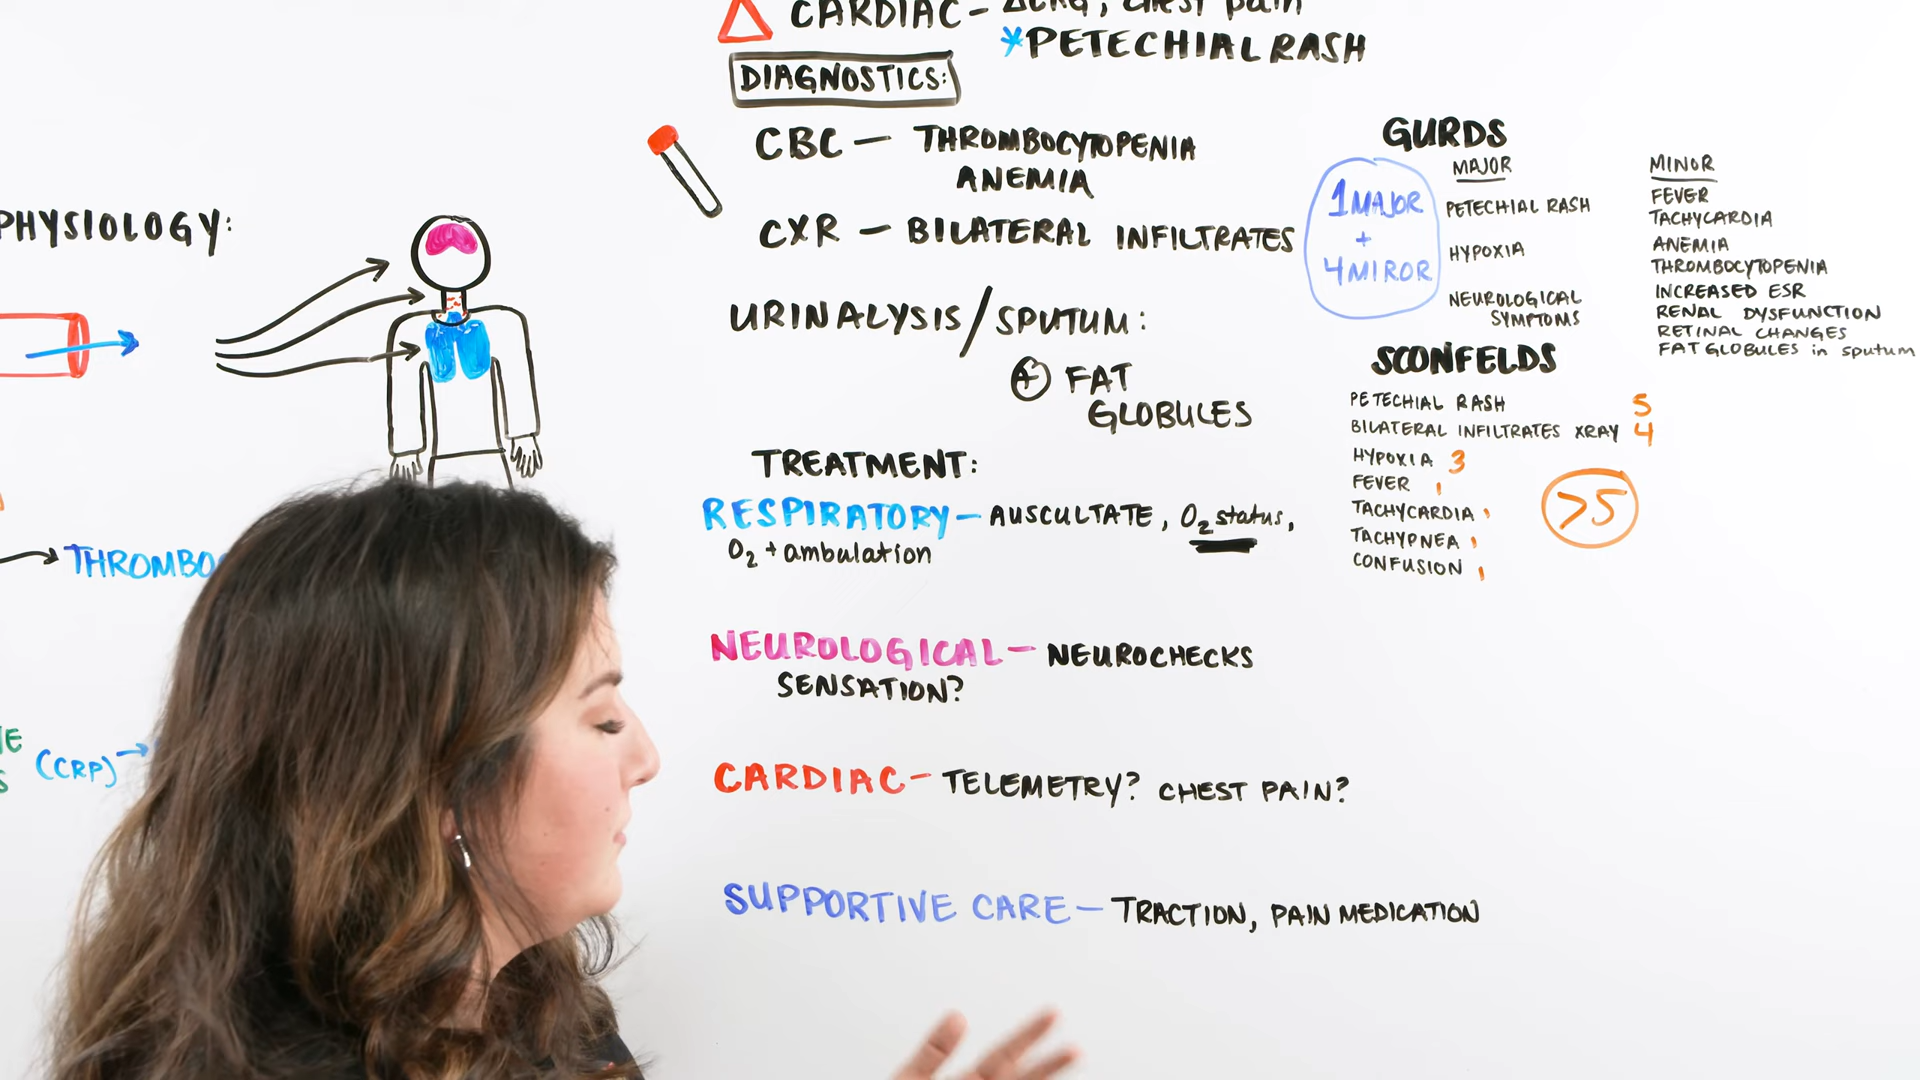 CARDIAC - ΔEKG, chest pain
*PETECHIAL RASH
DIAGNOSTICS:
CBC — THROMBOCYTOPENIA
ANEMIA
CXR — BILATERAL INFILTRATES
URINALYSIS/SPUTUM:
+ FAT
GLOBULES
TREATMENT:
RESPIRATORY — AUSCULTATE, O₂ status,
O₂ + ambulation
NEUROLOGICAL — NEUROCHECKS
SENSATION?
CARDIAC — TELEMETRY? CHEST PAIN?
SUPPORTIVE CARE — TRACTION, PAIN MEDICATION
GURDS
1 MAJOR
+
4 MIROR
MAJOR
PETECHIAL RASH
HYPOXIA
NEUROLOGICAL
SYMPTOMS
MINOR
FEVER
TACHYCARDIA
ANEMIA
THROMBOCYTOPENIA
INCREASED ESR
RENAL DYSFUNCTION
RETINAL CHANGES
FAT GLOBULES in sputum
SCONFELDS
PETECHIAL RASH 5
BILATERAL INFILTRATES XRAY 4
HYPOXIA 3
FEVER 1
TACHYCARDIA 1
TACHYPNEA 1
CONFUSION 1
>5
PHYSIOLOGY:
THROMBO
(CRP)